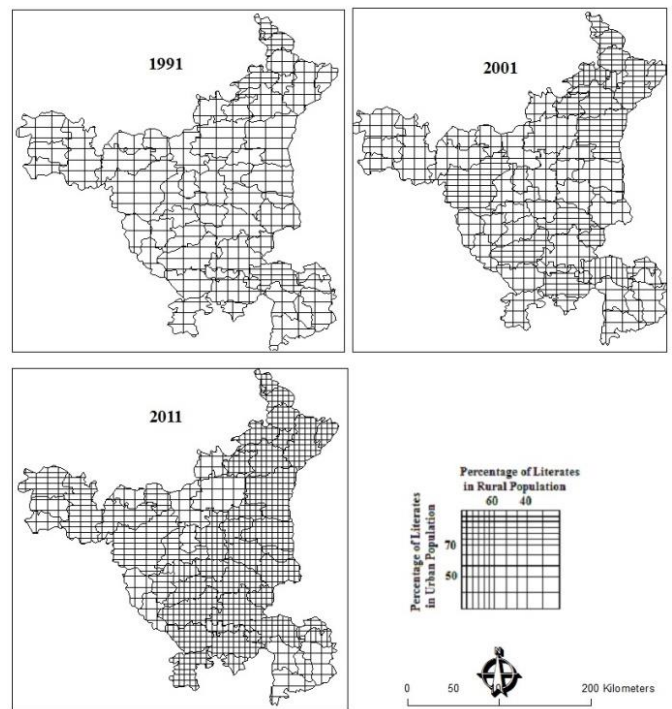 1991
2001
2011
Percentage of Literates
in Rural Population
60 40
Percentage of Literates
in Urban Population
70
50
0 50 200 Kilometers